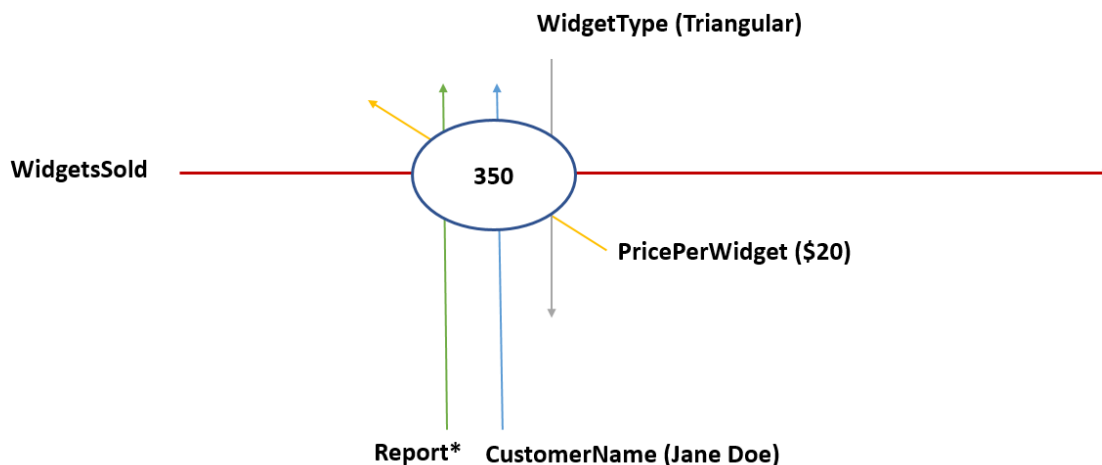 WidgetType (Triangular)
WidgetsSold
350
PricePerWidget ($20)
Report*
CustomerName (Jane Doe)